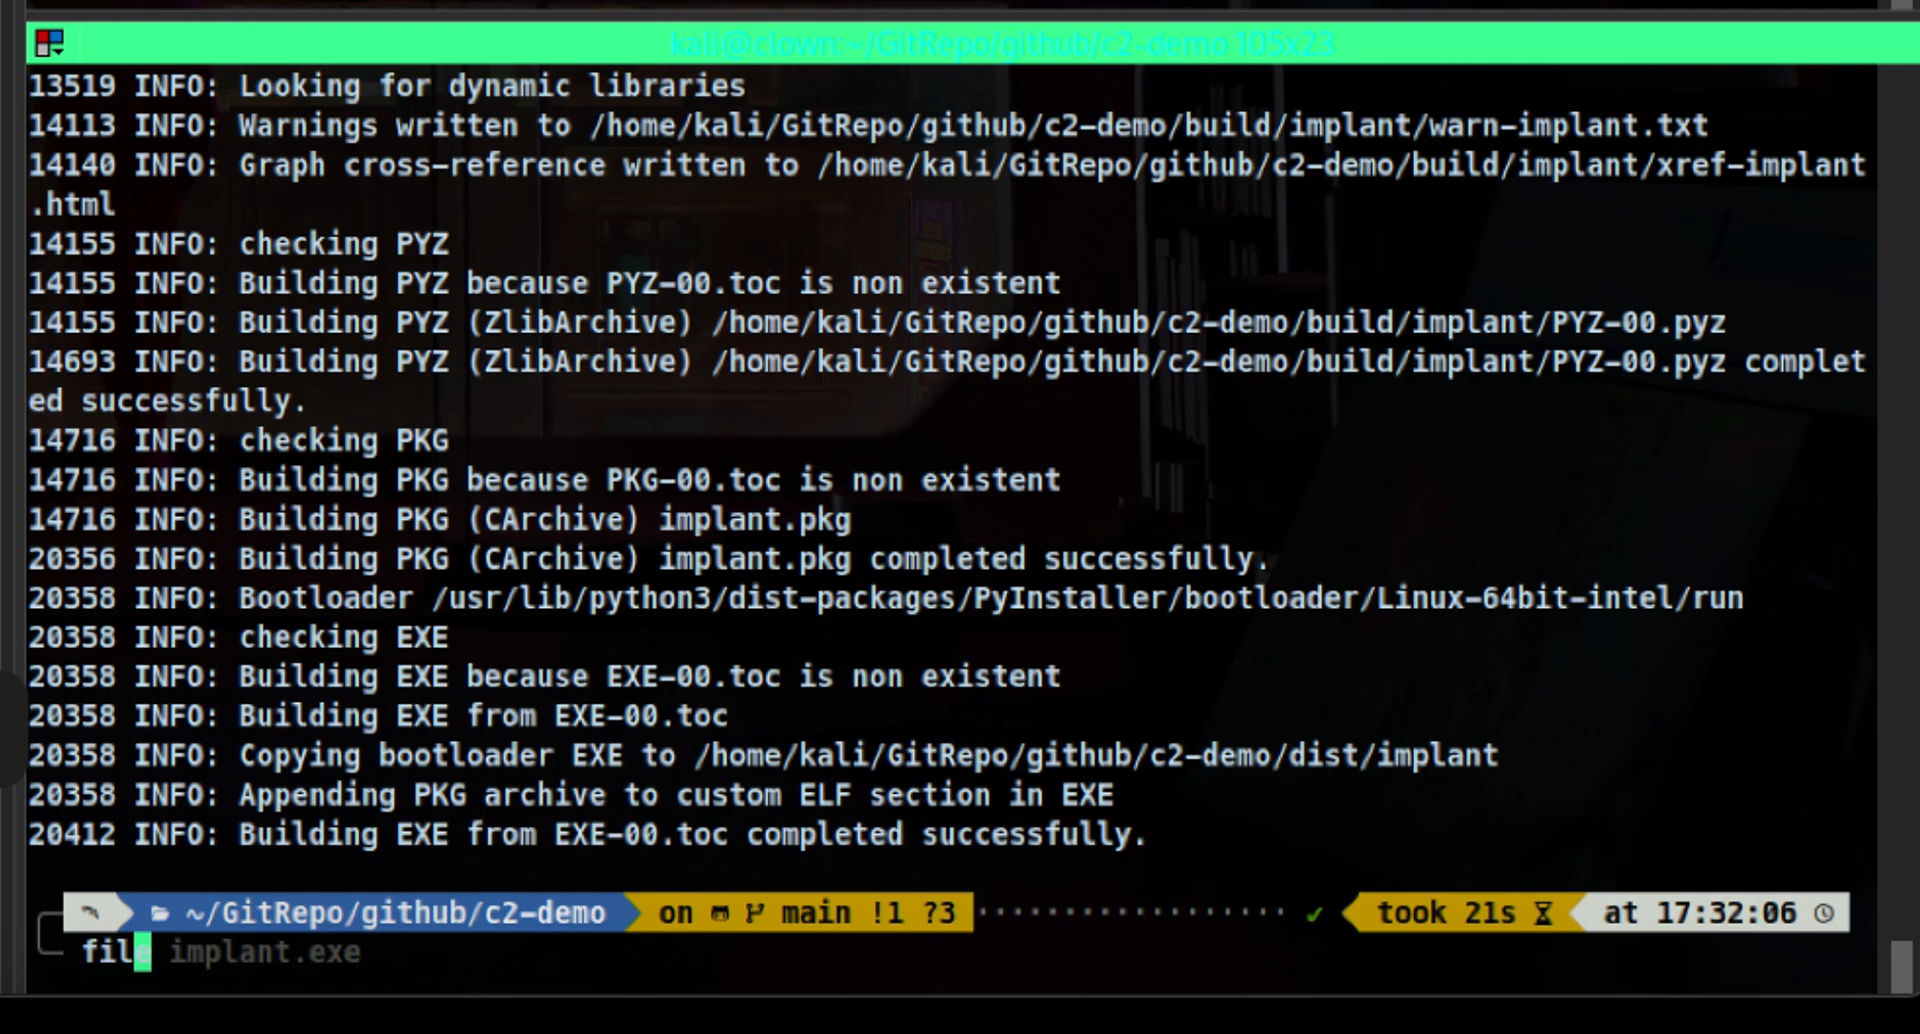 kali@clown:~/GitRepo/github/c2-demo 105x23
13519 INFO: Looking for dynamic libraries
14113 INFO: Warnings written to /home/kali/GitRepo/github/c2-demo/build/implant/warn-implant.txt
14140 INFO: Graph cross-reference written to /home/kali/GitRepo/github/c2-demo/build/implant/xref-implant
.html
14155 INFO: checking PYZ
14155 INFO: Building PYZ because PYZ-00.toc is non existent
14155 INFO: Building PYZ (ZlibArchive) /home/kali/GitRepo/github/c2-demo/build/implant/PYZ-00.pyz
14693 INFO: Building PYZ (ZlibArchive) /home/kali/GitRepo/github/c2-demo/build/implant/PYZ-00.pyz complet
ed successfully.
14716 INFO: checking PKG
14716 INFO: Building PKG because PKG-00.toc is non existent
14716 INFO: Building PKG (CArchive) implant.pkg
20356 INFO: Building PKG (CArchive) implant.pkg completed successfully.
20358 INFO: Bootloader /usr/lib/python3/dist-packages/PyInstaller/bootloader/Linux-64bit-intel/run
20358 INFO: checking EXE
20358 INFO: Building EXE because EXE-00.toc is non existent
20358 INFO: Building EXE from EXE-00.toc
20358 INFO: Copying bootloader EXE to /home/kali/GitRepo/github/c2-demo/dist/implant
20358 INFO: Appending PKG archive to custom ELF section in EXE
20412 INFO: Building EXE from EXE-00.toc completed successfully.
~/GitRepo/github/c2-demo on main !1 ?3 ✓ took 21s at 17:32:06
file implant.exe